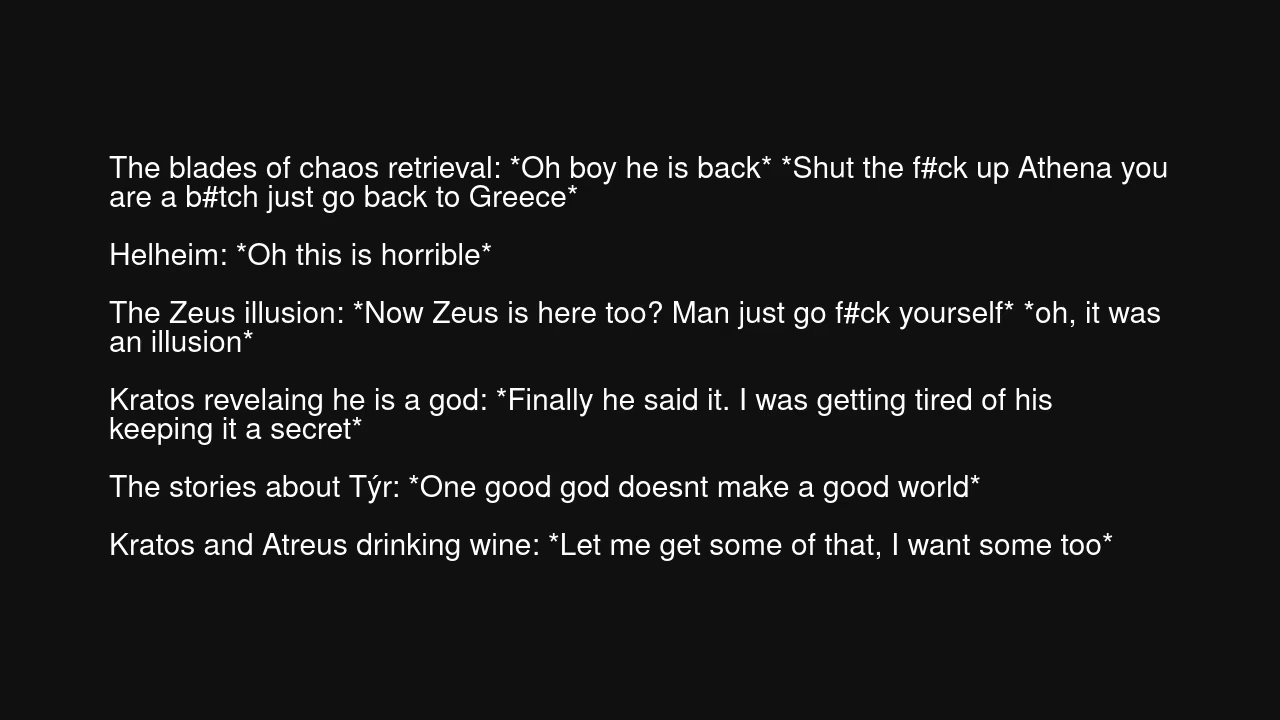 The blades of chaos retrieval: *Oh boy he is back* *Shut the f#ck up Athena you
are a b#tch just go back to Greece*
Helheim: *Oh this is horrible*
The Zeus illusion: *Now Zeus is here too? Man just go f#ck yourself* *oh, it was
an illusion*
Kratos revelaing he is a god: *Finally he said it. I was getting tired of his
keeping it a secret*
The stories about Týr: *One good god doesnt make a good world*
Kratos and Atreus drinking wine: *Let me get some of that, I want some too*